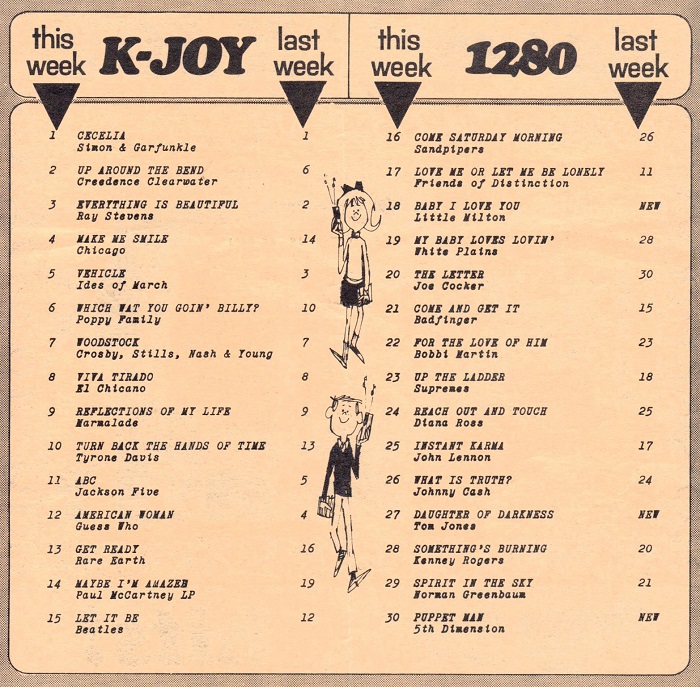 this week K-JOY last week
this week 1280 last week
1 CECELIA 1
Simon & Garfunkle
2 UP AROUND THE BEND 6
Creedence Clearwater
3 EVERYTHING IS BEAUTIFUL 2
Ray Stevens
4 MAKE ME SMILE 14
Chicago
5 VEHICLE 3
Ides of March
6 WHICH WAT YOU GOIN' BILLY? 10
Poppy Family
7 WOODSTOCK 7
Crosby, Stills, Nash & Young
8 VIVA TIRADO 8
El Chicano
9 REFLECTIONS OF MY LIFE 9
Marmalade
10 TURN BACK THE HANDS OF TIME 13
Tyrone Davis
11 ABC 5
Jackson Five
12 AMERICAN WOMAN 4
Guess Who
13 GET READY 16
Rare Earth
14 MAYBE I'M AMAZEB 19
Paul McCartney LP
15 LET IT BE 12
Beatles
16 COME SATURDAY MORNING 26
Sandpipers
17 LOVE ME OR LET ME BE LONELY 11
Friends of Distinction
18 BABY I LOVE YOU NEW
Little Milton
19 MY BABY LOVES LOVIN' 28
White Plains
20 THE LETTER 30
Joe Cocker
21 COME AND GET IT 15
Badfinger
22 FOR THE LOVE OF HIM 23
Bobbi Martin
23 UP THE LADDER 18
Supremes
24 REACH OUT AND TOUCH 25
Diana Ross
25 INSTANT KARMA 17
John Lennon
26 WHAT IS TRUTH? 24
Johnny Cash
27 DAUGHTER OF DARKNESS NEW
Tom Jones
28 SOMETHING'S BURNING 20
Kenney Rogers
29 SPIRIT IN THE SKY 21
Norman Greenbaum
30 PUPPET MAN NEW
5th Dimension